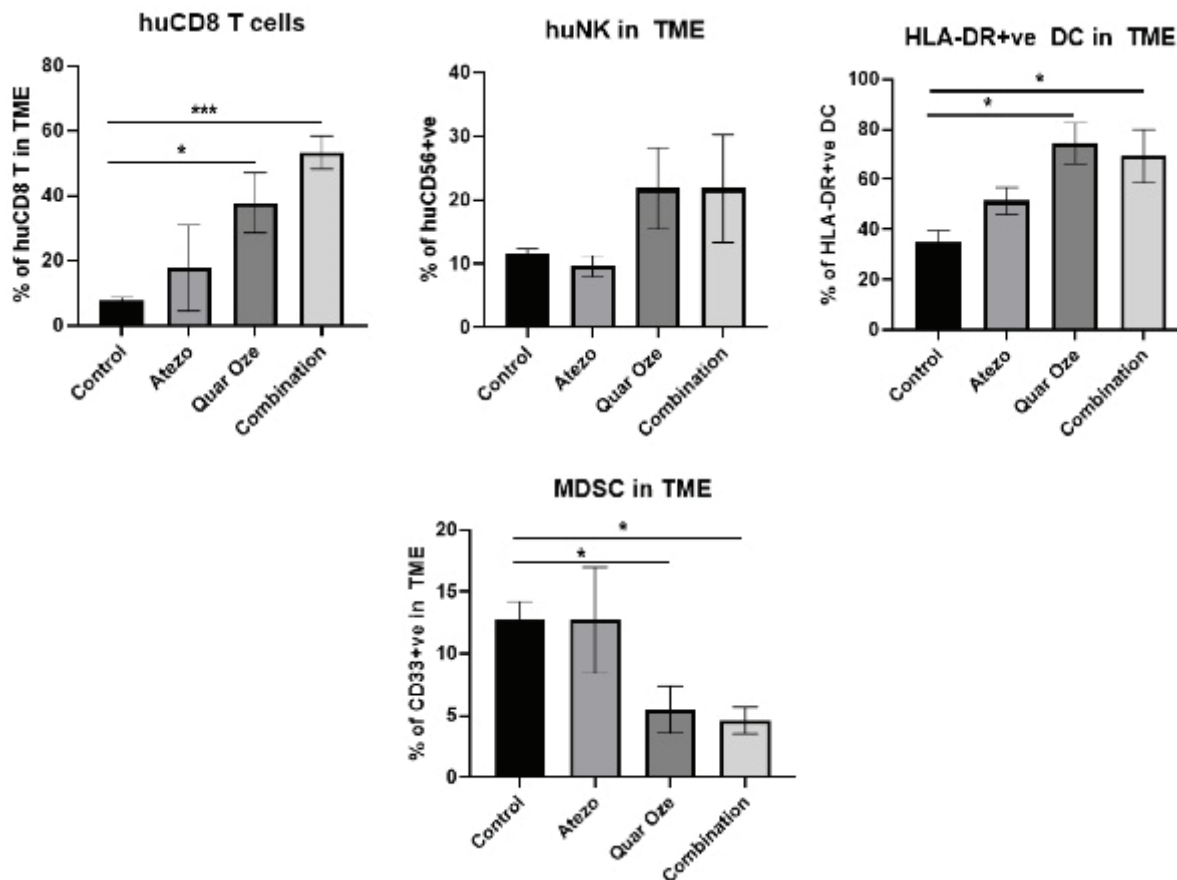 huCD8 T cells
% of huCD8 T in TME
80
60
40
20
0
***
*
Control
Atezo
Quar Oze
Combination
huNK in TME
% of huCD56+ve
40
30
20
10
0
Control
Atezo
Quar Oze
Combination
HLA-DR+ve DC in TME
% of HLA-DR+ve DC
100
80
60
40
20
0
*
*
Control
Atezo
Quar Oze
Combination
MDSC in TME
% of CD33+ve in TME
20
15
10
5
0
*
*
Control
Atezo
Quar Oze
Combination